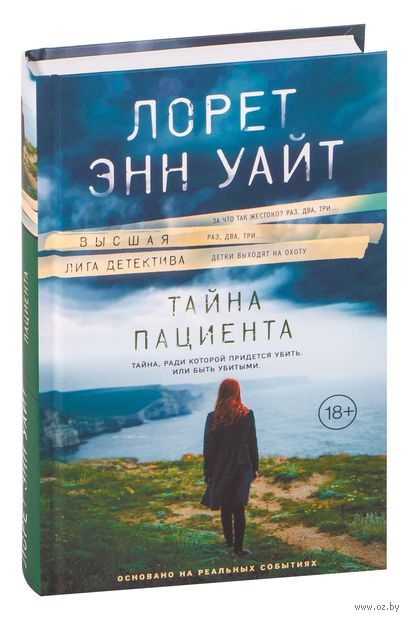 ЛОРЕТ
ЭНН УАЙТ
ЗА ЧТО ТАК ЖЕСТОКО? РАЗ, ДВА, ТРИ...
ВЫСШАЯ
РАЗ, ДВА, ТРИ...
ЛИГА ДЕТЕКТИВА
ДЕТКИ ВЫХОДЯТ НА ОХОТУ
ТАЙНА
ПАЦИЕНТА
ТАЙНА, РАДИ КОТОРОЙ ПРИДЕТСЯ УБИТЬ.
ИЛИ БЫТЬ УБИТЫМИ.
18+
ОСНОВАНО НА РЕАЛЬНЫХ СОБЫТИЯХ
ЛОРЕТ ЭНН УАЙТ
ПАЦИЕНТА
www.oz.by